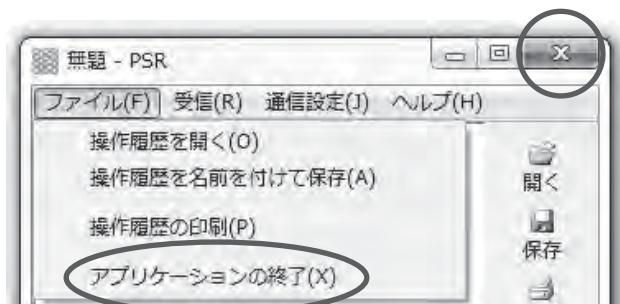 無題 - PSR
ファイル(F) 受信(R) 通信設定(J) ヘルプ(H)
操作履歴を開く(O)
操作履歴を名前を付けて保存(A)
操作履歴の印刷(P)
アプリケーションの終了(X)
開く
保存